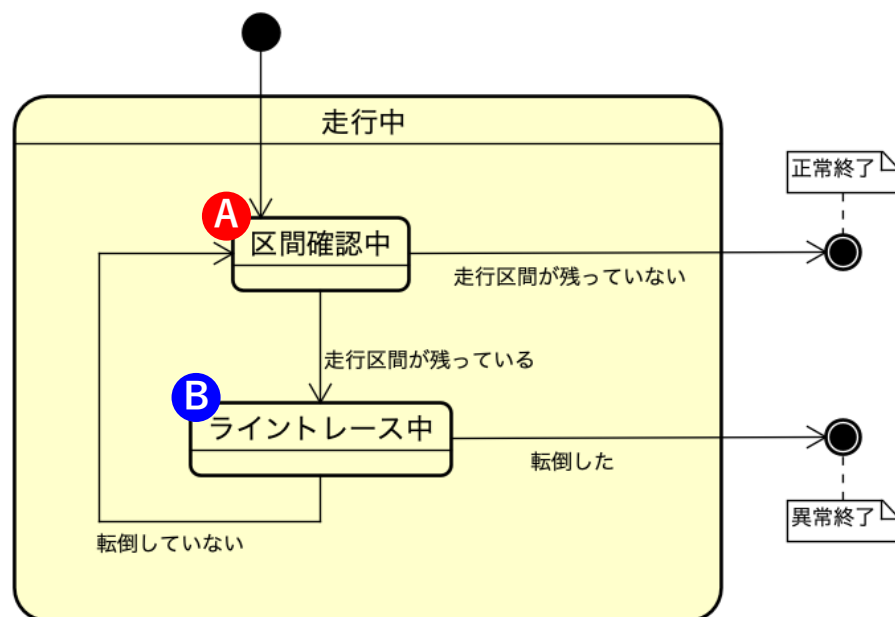 走行中
正常終了
A
区間確認中
走行区間が残っていない
走行区間が残っている
B
ライントレース中
転倒した
異常終了
転倒していない